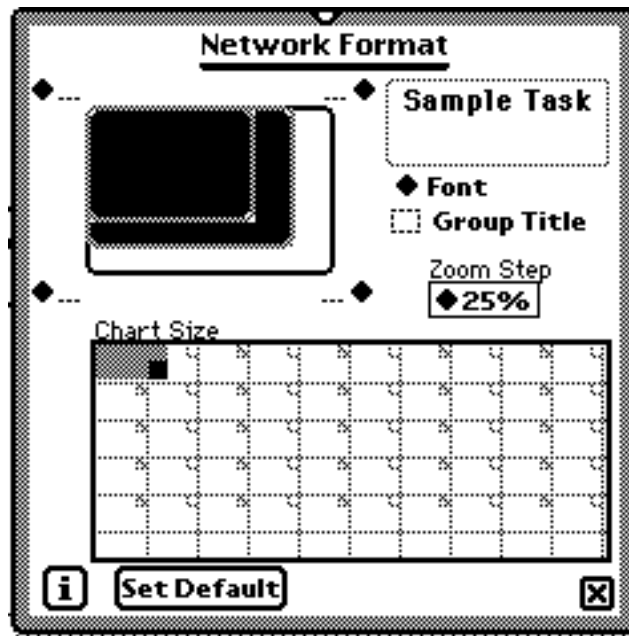 Network Format
Sample Task
Font
Group Title
Zoom Step
25%
Chart Size
i
Set Default